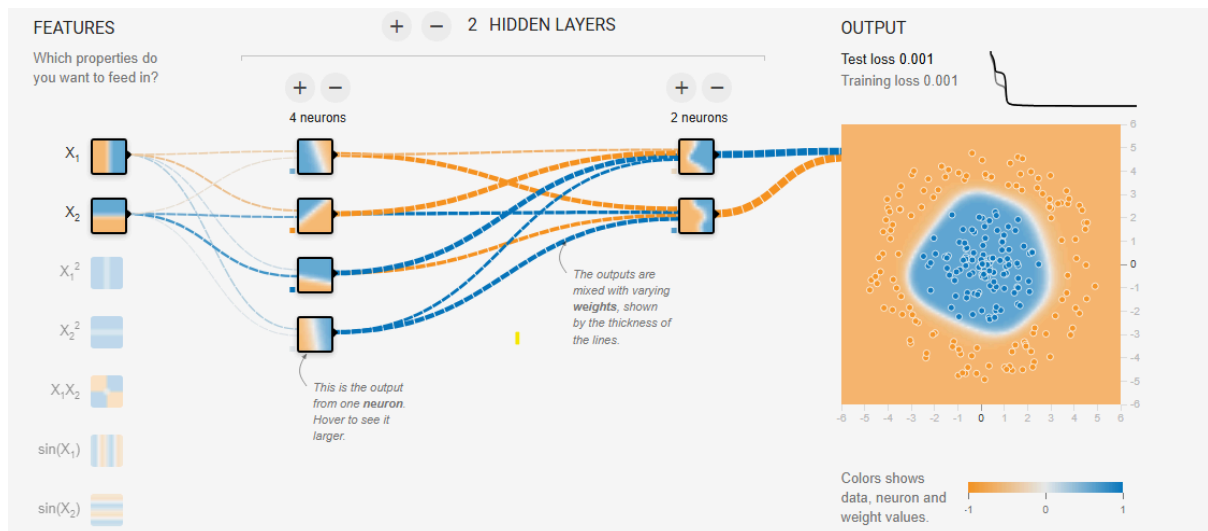 FEATURES
Which properties do
you want to feed in?
X₁
X₂
X₁²
X₂²
X₁X₂
sin(X₁)
sin(X₂)
+ − 2 HIDDEN LAYERS
+ −
4 neurons
+ −
2 neurons
This is the output
from one neuron.
Hover to see it
larger.
The outputs are
mixed with varying
weights, shown
by the thickness of
the lines.
OUTPUT
Test loss 0.001
Training loss 0.001
6
5
4
3
2
1
0
-1
-2
-3
-4
-5
-6
-6 -5 -4 -3 -2 -1 0 1 2 3 4 5 6
Colors shows
data, neuron and
weight values.
-1 0 1